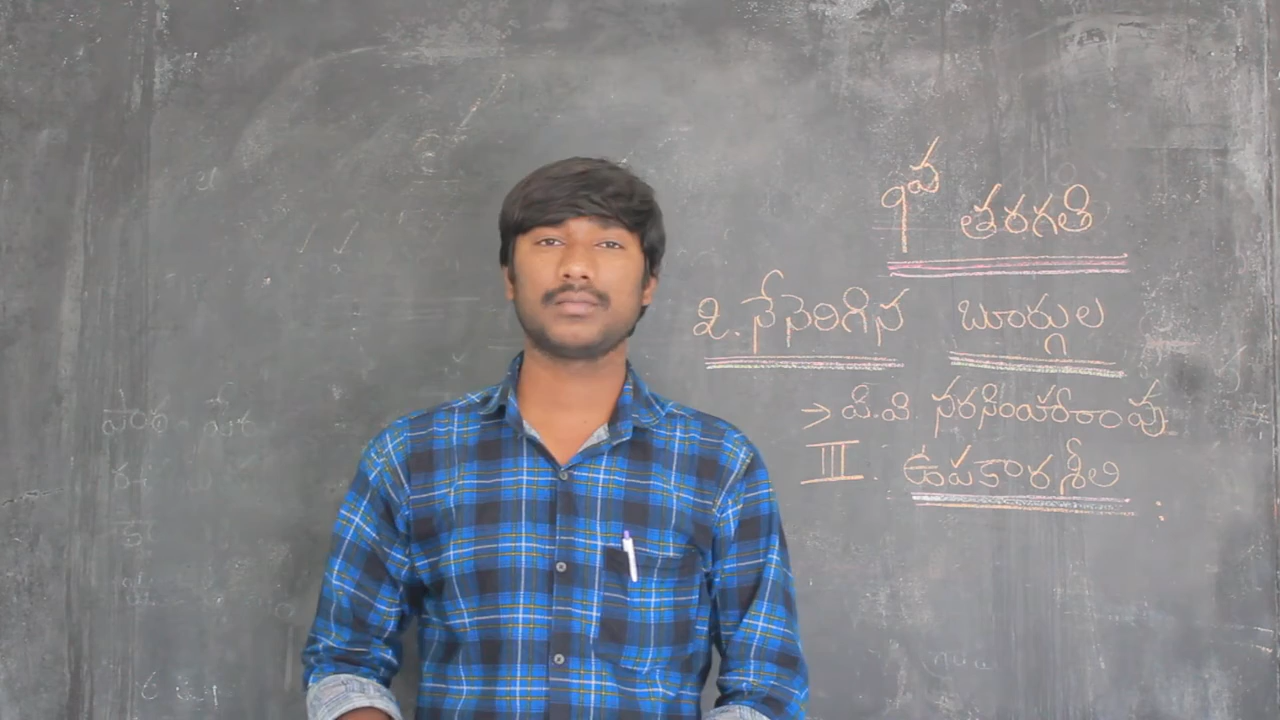 9వ తరగతి
2. నేనెరిగిన బూర్గుల
→ పి.వి నరసింహారావు
III. ఉపకారశీలి